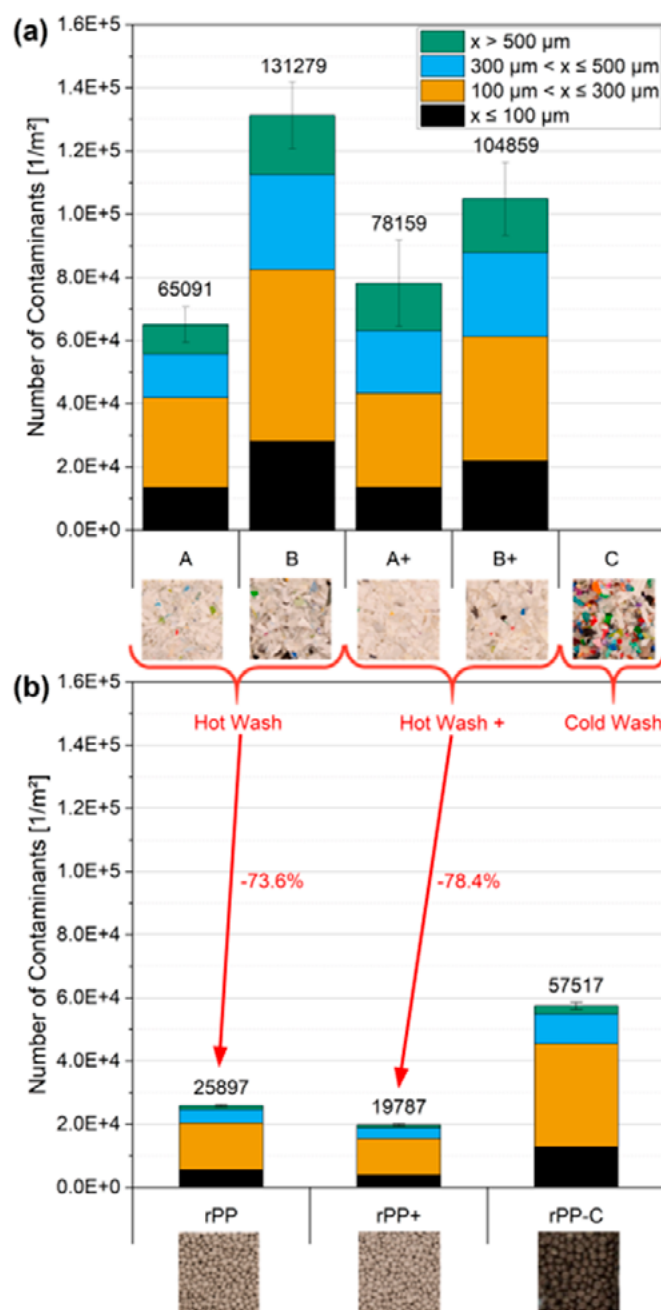 (a)
Number of Contaminants [1/m²]
1.6E+5
1.4E+5
1.2E+5
1.0E+5
8.0E+4
6.0E+4
4.0E+4
2.0E+4
0.0E+0
x > 500 µm
300 µm < x ≤ 500 µm
100 µm < x ≤ 300 µm
x ≤ 100 µm
65091
131279
78159
104859
A B A+ B+ C
Hot Wash Hot Wash + Cold Wash
(b)
Number of Contaminants [1/m²]
1.6E+5
1.4E+5
1.2E+5
1.0E+5
8.0E+4
6.0E+4
4.0E+4
2.0E+4
0.0E+0
-73.6%
-78.4%
25897
19787
57517
rPP rPP+ rPP-C